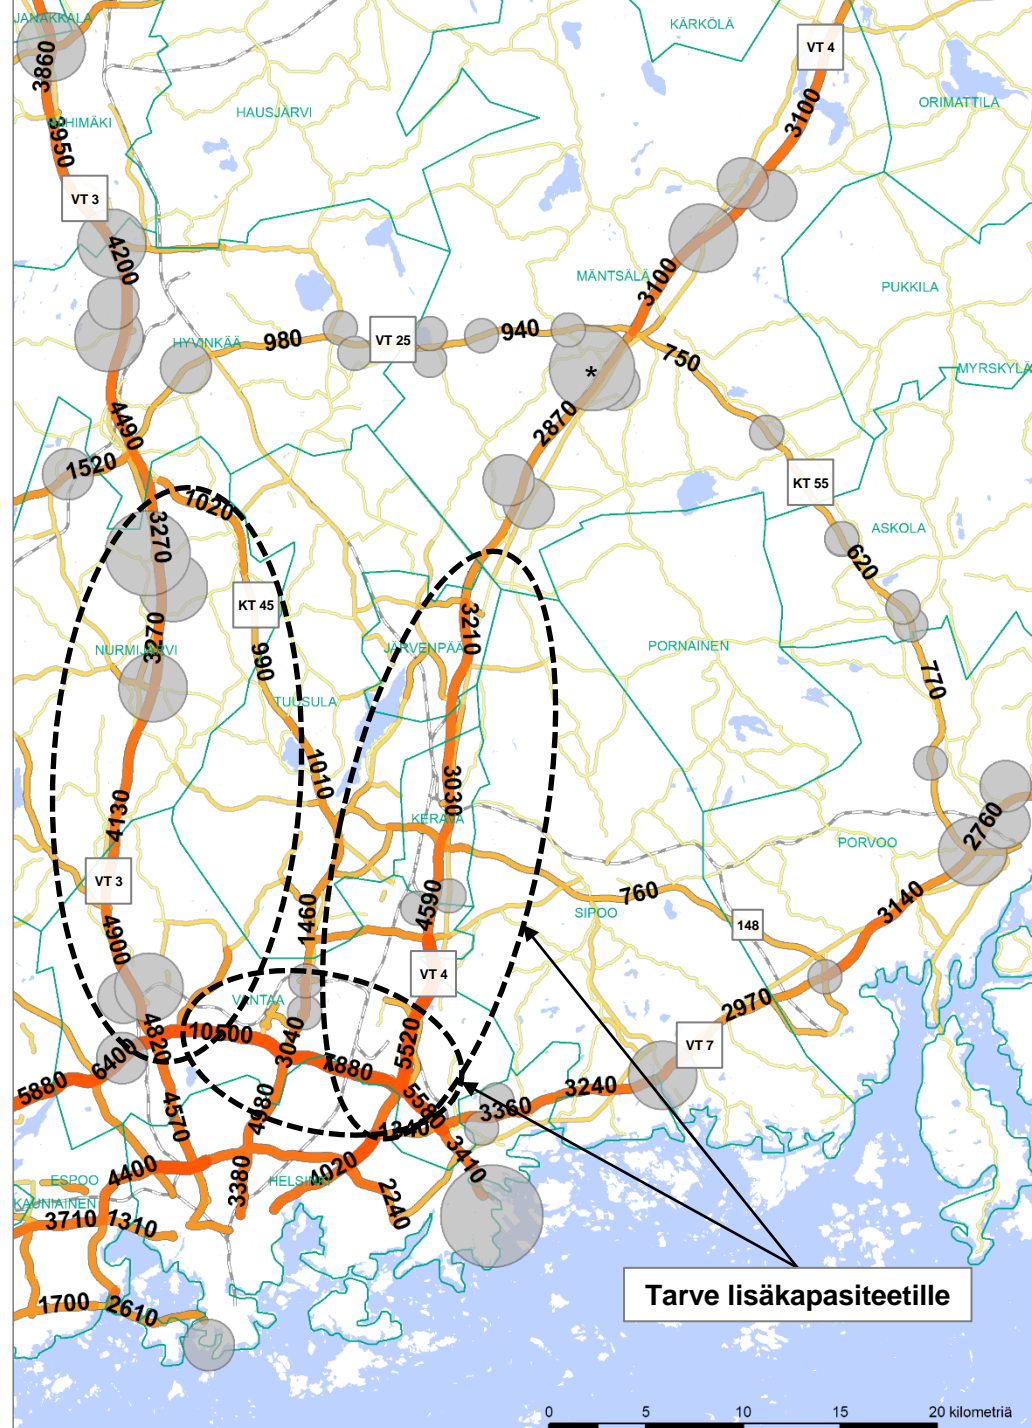 JANAKKALA
KÄRKÖLÄ
VT 4
3860
ORIMATTILA
3100
HAUSJÄRVI
RIIHIMÄKI
3950
VT 3
4200
MÄNTSÄLÄ
3100
PUKKILA
HYVINKÄÄ
980
VT 25
940
750
MYRSKYLÄ
*
2870
4490
1520
KT 55
1020
3270
ASKOLA
620
KT 45
3210
3270
NURMIJÄRVI
990
JÄRVENPÄÄ
PORNAINEN
770
TUUSULA
1010
3030
4130
KERAVA
2760
PORVOO
VT 3
4590
760
3140
SIPOO
148
1460
4900
VT 4
VANTAA
2970
10500
4820
3040
5520
VT 7
6400
7880
5880
3240
5580
3360
4570
4980
1340
3410
4400
4020
ESPOO
3380
HELSINKI
2240
KAUNIAINEN
3710
1310
Tarve lisäkapasiteetille
1700
2610
0 5 10 15 20 kilometriä